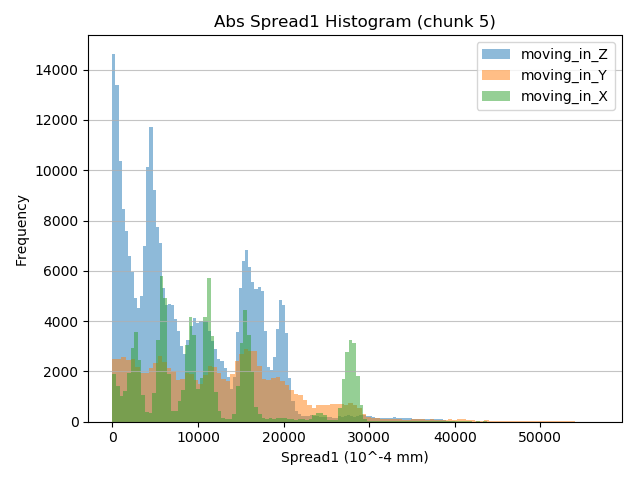 Abs Spread1 Histogram (chunk 5)
moving_in_Z
moving_in_Y
moving_in_X
14000
12000
10000
8000
6000
4000
2000
0
Frequency
0 10000 20000 30000 40000 50000
Spread1 (10^-4 mm)